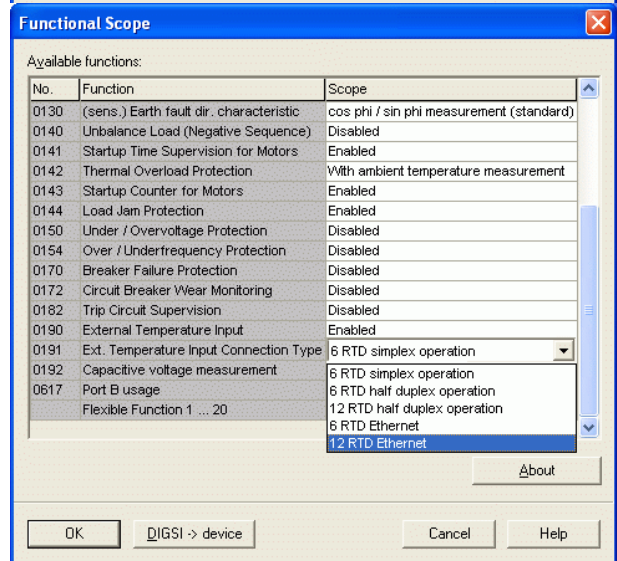 Functional Scope
Available functions:
No. Function Scope
0130 (sens.) Earth fault dir. characteristic cos phi / sin phi measurement (standard)
0140 Unbalance Load (Negative Sequence) Disabled
0141 Startup Time Supervision for Motors Enabled
0142 Thermal Overload Protection With ambient temperature measurement
0143 Startup Counter for Motors Enabled
0144 Load Jam Protection Enabled
0150 Under / Overvoltage Protection Disabled
0154 Over / Underfrequency Protection Disabled
0170 Breaker Failure Protection Disabled
0172 Circuit Breaker Wear Monitoring Disabled
0182 Trip Circuit Supervision Disabled
0190 External Temperature Input Enabled
0191 Ext. Temperature Input Connection Type 6 RTD simplex operation
0192 Capacitive voltage measurement
0617 Port B usage
Flexible Function 1 ... 20
6 RTD simplex operation
6 RTD half duplex operation
12 RTD half duplex operation
6 RTD Ethernet
12 RTD Ethernet
About
OK DIGSI -> device Cancel Help